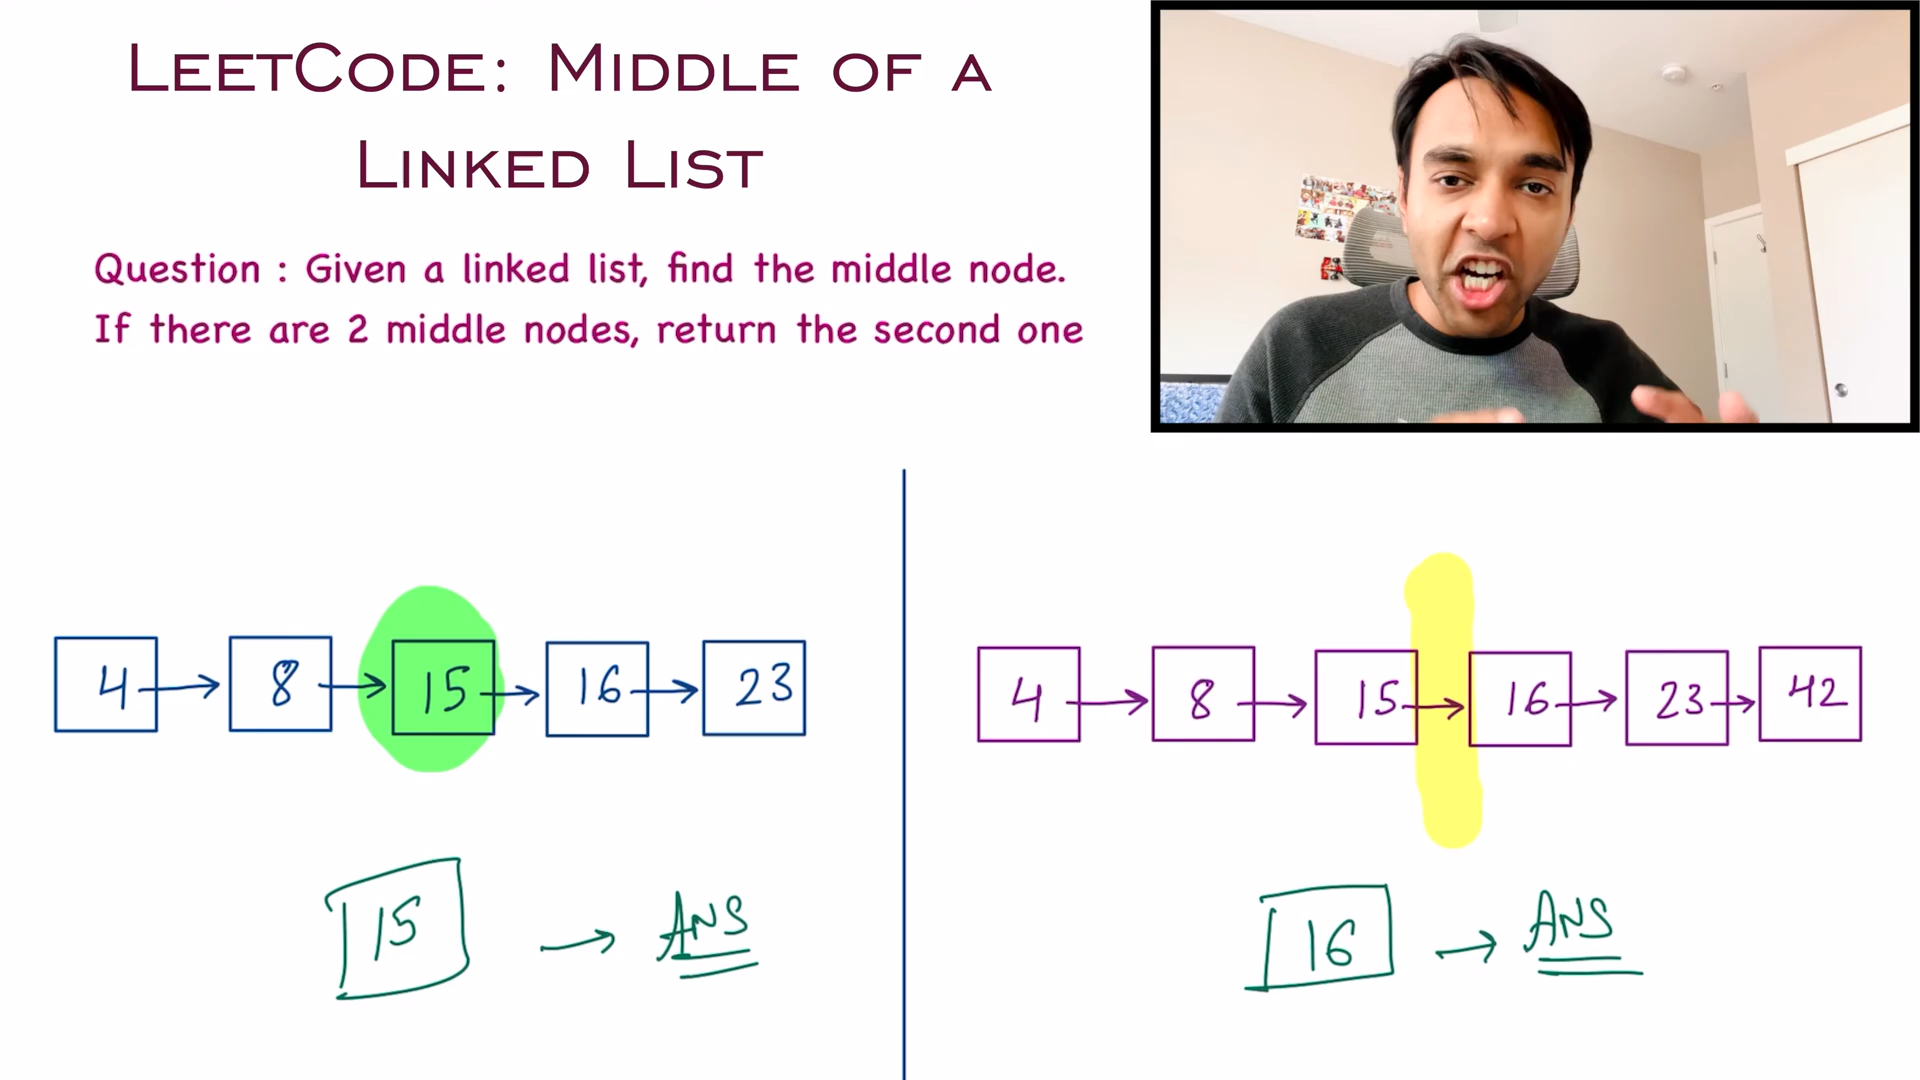 LEETCODE: MIDDLE OF A
LINKED LIST
Question : Given a linked list, find the middle node.
If there are 2 middle nodes, return the second one
4 8 15 16 23
4 8 15 16 23 42
15 → ANS
16 → ANS